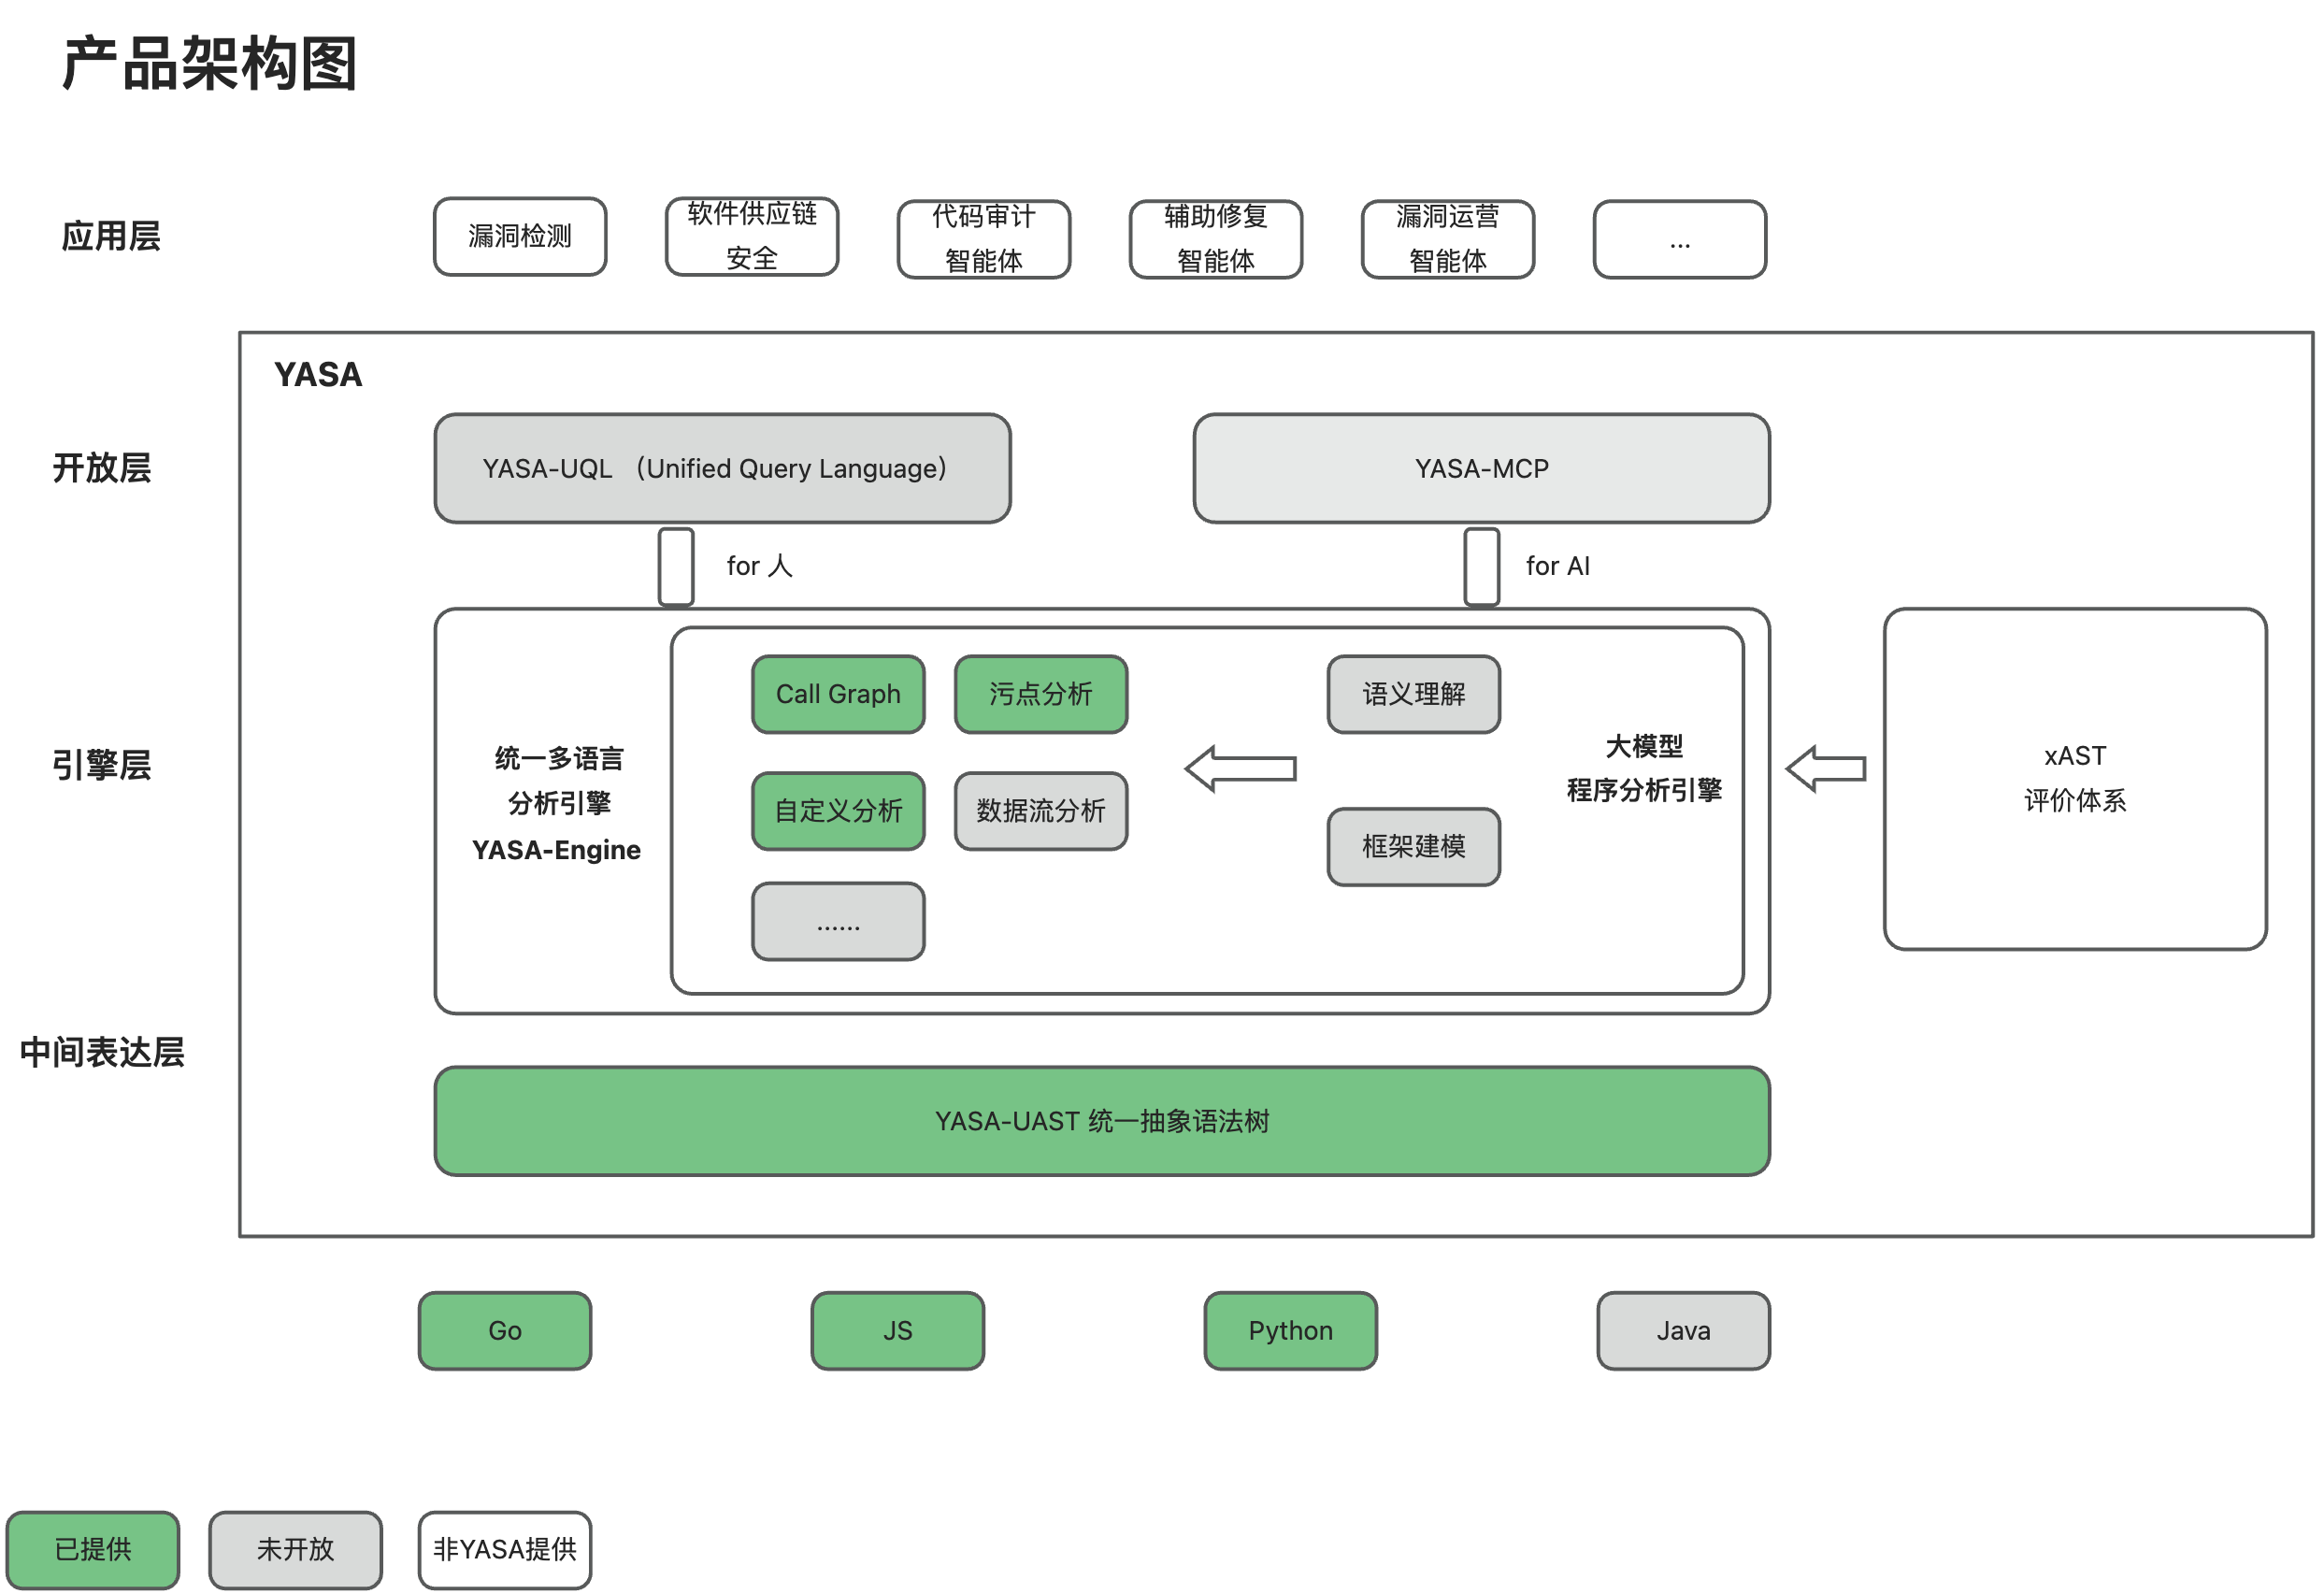 产品架构图
应用层
漏洞检测
软件供应链
安全
代码审计
智能体
辅助修复
智能体
漏洞运营
智能体
...
YASA
开放层
YASA-UQL （Unified Query Language）
YASA-MCP
for 人
for AI
引擎层
统一多语言
分析引擎
YASA-Engine
Call Graph
污点分析
自定义分析
数据流分析
......
语义理解
框架建模
大模型
程序分析引擎
xAST
评价体系
中间表达层
YASA-UAST 统一抽象语法树
Go
JS
Python
Java
已提供
未开放
非YASA提供